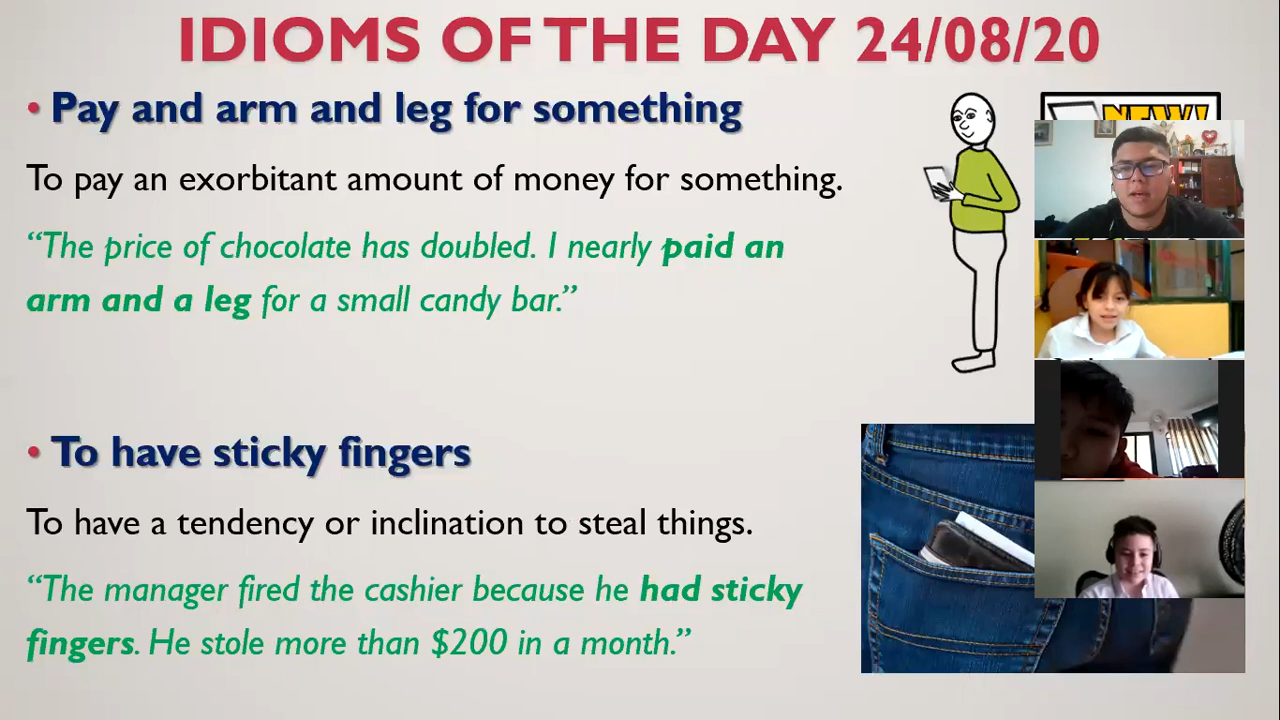 IDIOMS OF THE DAY 24/08/20
• Pay and arm and leg for something
NEW!
To pay an exorbitant amount of money for something.
“The price of chocolate has doubled. I nearly paid an
arm and a leg for a small candy bar.”
• To have sticky fingers
To have a tendency or inclination to steal things.
“The manager fired the cashier because he had sticky
fingers. He stole more than $200 in a month.”